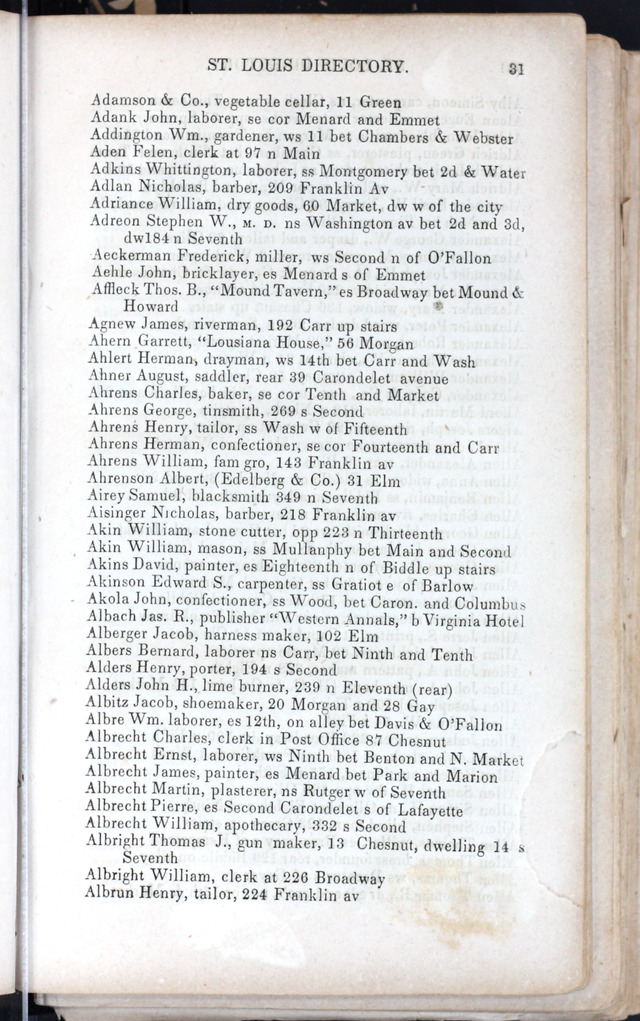 ST. LOUIS DIRECTORY. 31
Adamson & Co., vegetable cellar, 11 Green
Adank John, laborer, se cor Menard and Emmet
Addington Wm., gardener, ws 11 bet Chambers & Webster
Aden Felen, clerk at 97 n Main
Adkins Whittington, laborer, ss Montgomery bet 2d & Water
Adlan Nicholas, barber, 209 Franklin Av
Adriance William, dry goods, 60 Market, dw w of the city
Adreon Stephen W., M. D. ns Washington av bet 2d and 3d,
dw184 n Seventh
Aeckerman Frederick, miller, ws Second n of O'Fallon
Aehle John, bricklayer, es Menard s of Emmet
Affleck Thos. B., "Mound Tavern," es Broadway bet Mound &
Howard
Agnew James, riverman, 192 Carr up stairs
Ahern Garrett, "Lousiana House," 56 Morgan
Ahlert Herman, drayman, ws 14th bet Carr and Wash
Ahner August, saddler, rear 39 Carondelet avenue
Ahrens Charles, baker, se cor Tenth and Market
Ahrens George, tinsmith, 269 s Second
Ahrens Henry, tailor, ss Wash w of Fifteenth
Ahrens Herman, confectioner, se cor Fourteenth and Carr
Ahrens William, fam gro, 143 Franklin av
Ahrenson Albert, (Edelberg & Co.) 31 Elm
Airey Samuel, blacksmith 349 n Seventh
Aisinger Nicholas, barber, 218 Franklin av
Akin William, stone cutter, opp 223 n Thirteenth
Akin William, mason, ss Mullanphy bet Main and Second
Akins David, painter, es Eighteenth n of Biddle up stairs
Akinson Edward S., carpenter, ss Gratiot e of Barlow
Akola John, confectioner, ss Wood, bet Caron. and Columbus
Albach Jas. R., publisher "Western Annals," b Virginia Hotel
Alberger Jacob, harness maker, 102 Elm
Albers Bernard, laborer ns Carr, bet Ninth and Tenth
Alders Henry, porter, 194 s Second
Alders John H., lime burner, 239 n Eleventh (rear)
Albitz Jacob, shoemaker, 20 Morgan and 28 Gay
Albre Wm. laborer, es 12th, on alley bet Davis & O'Fallon
Albrecht Charles, clerk in Post Office 87 Chesnut
Albrecht Ernst, laborer, ws Ninth bet Benton and N. Market
Albrecht James, painter, es Menard bet Park and Marion
Albrecht Martin, plasterer, ns Rutger w of Seventh
Albrecht Pierre, es Second Carondelet s of Lafayette
Albrecht William, apothecary, 332 s Second
Albright Thomas J., gun maker, 13 Chesnut, dwelling 14 s
Seventh
Albright William, clerk at 226 Broadway
Albrun Henry, tailor, 224 Franklin av